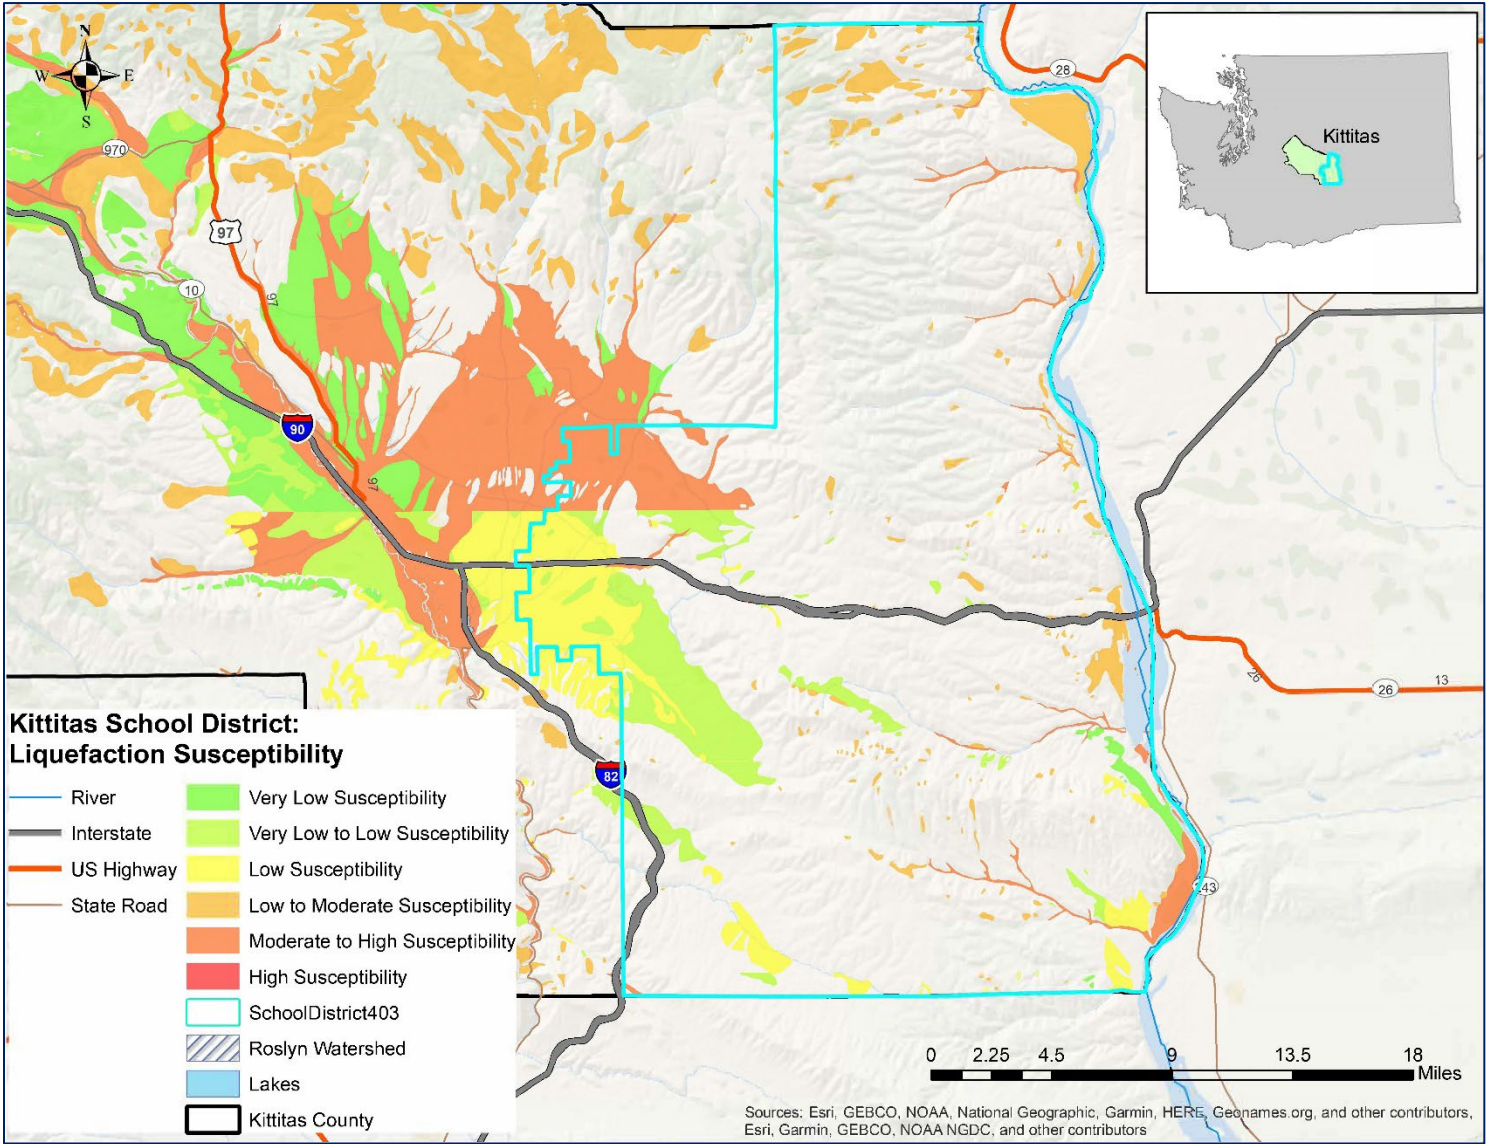 N
W E
S
28
970
97
10
97
90
97
Kittitas
26
26
13
82
243
Kittitas School District:
Liquefaction Susceptibility
River
Interstate
US Highway
State Road
Very Low Susceptibility
Very Low to Low Susceptibility
Low Susceptibility
Low to Moderate Susceptibility
Moderate to High Susceptibility
High Susceptibility
SchoolDistrict403
Roslyn Watershed
Lakes
Kittitas County
0 2.25 4.5 9 13.5 18
Miles
Sources: Esri, GEBCO, NOAA, National Geographic, Garmin, HERE, Geonames.org, and other contributors,
Esri, Garmin, GEBCO, NOAA NGDC, and other contributors